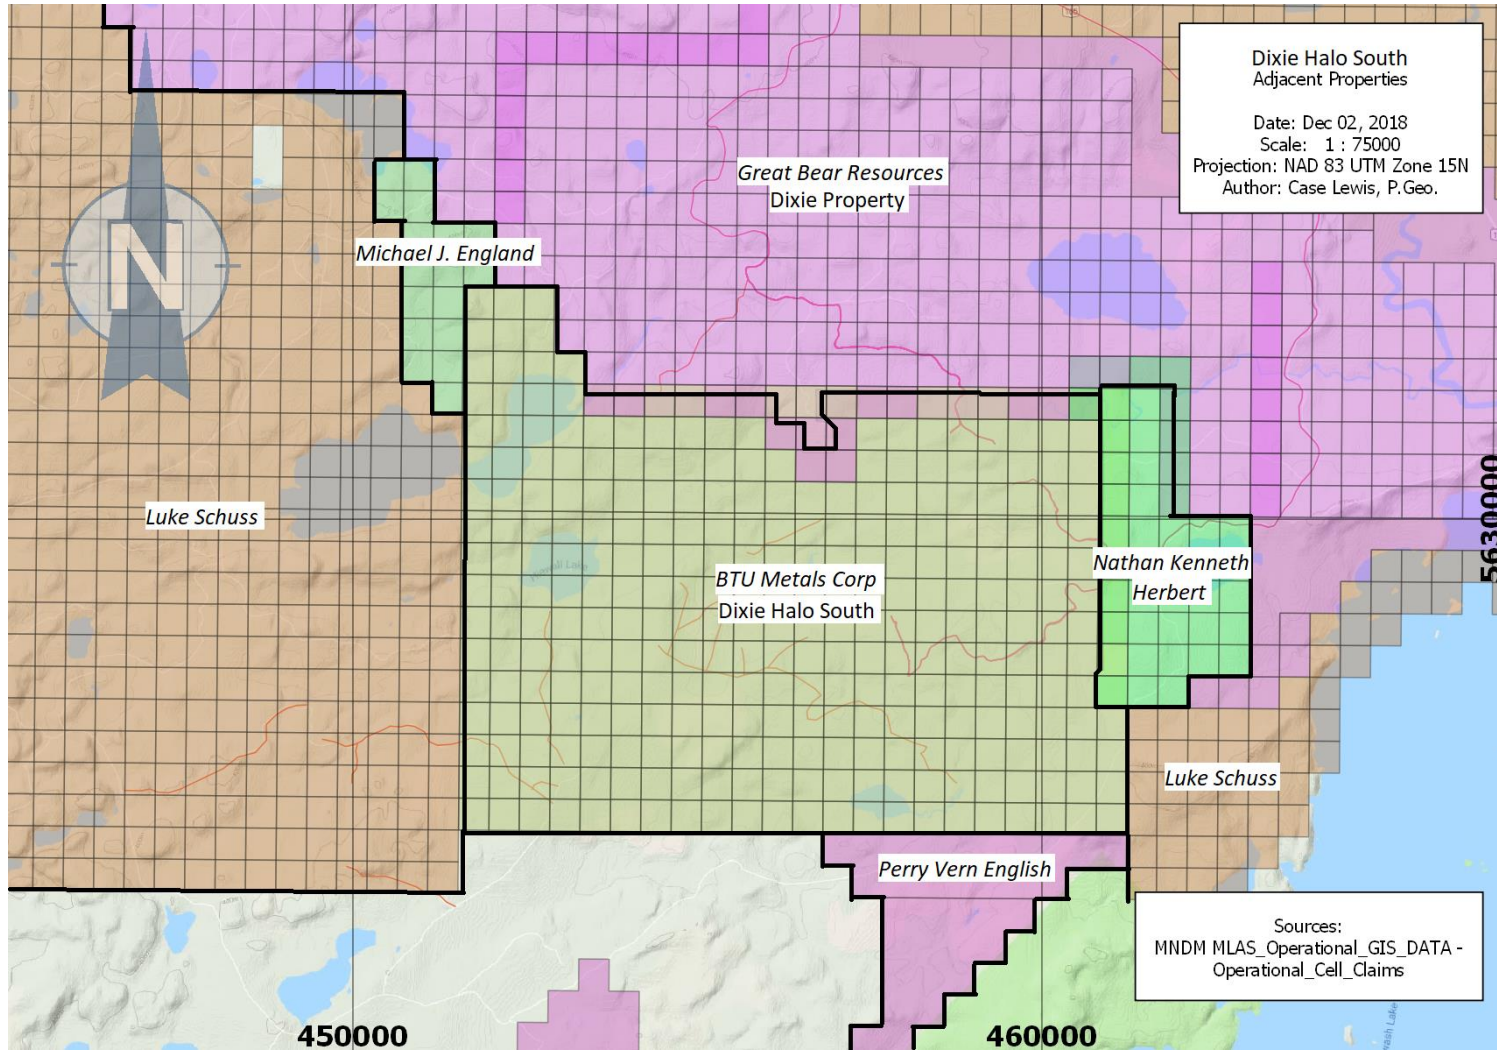 Dixie Halo South
Adjacent Properties
Date: Dec 02, 2018
Scale: 1 : 75000
Projection: NAD 83 UTM Zone 15N
Author: Case Lewis, P.Geo.
Great Bear Resources
Dixie Property
N
Michael J. England
Luke Schuss
BTU Metals Corp
Dixie Halo South
Nathan Kenneth
Herbert
5630000
Luke Schuss
Perry Vern English
Sources:
MNDM MLAS_Operational_GIS_DATA -
Operational_Cell_Claims
450000
460000